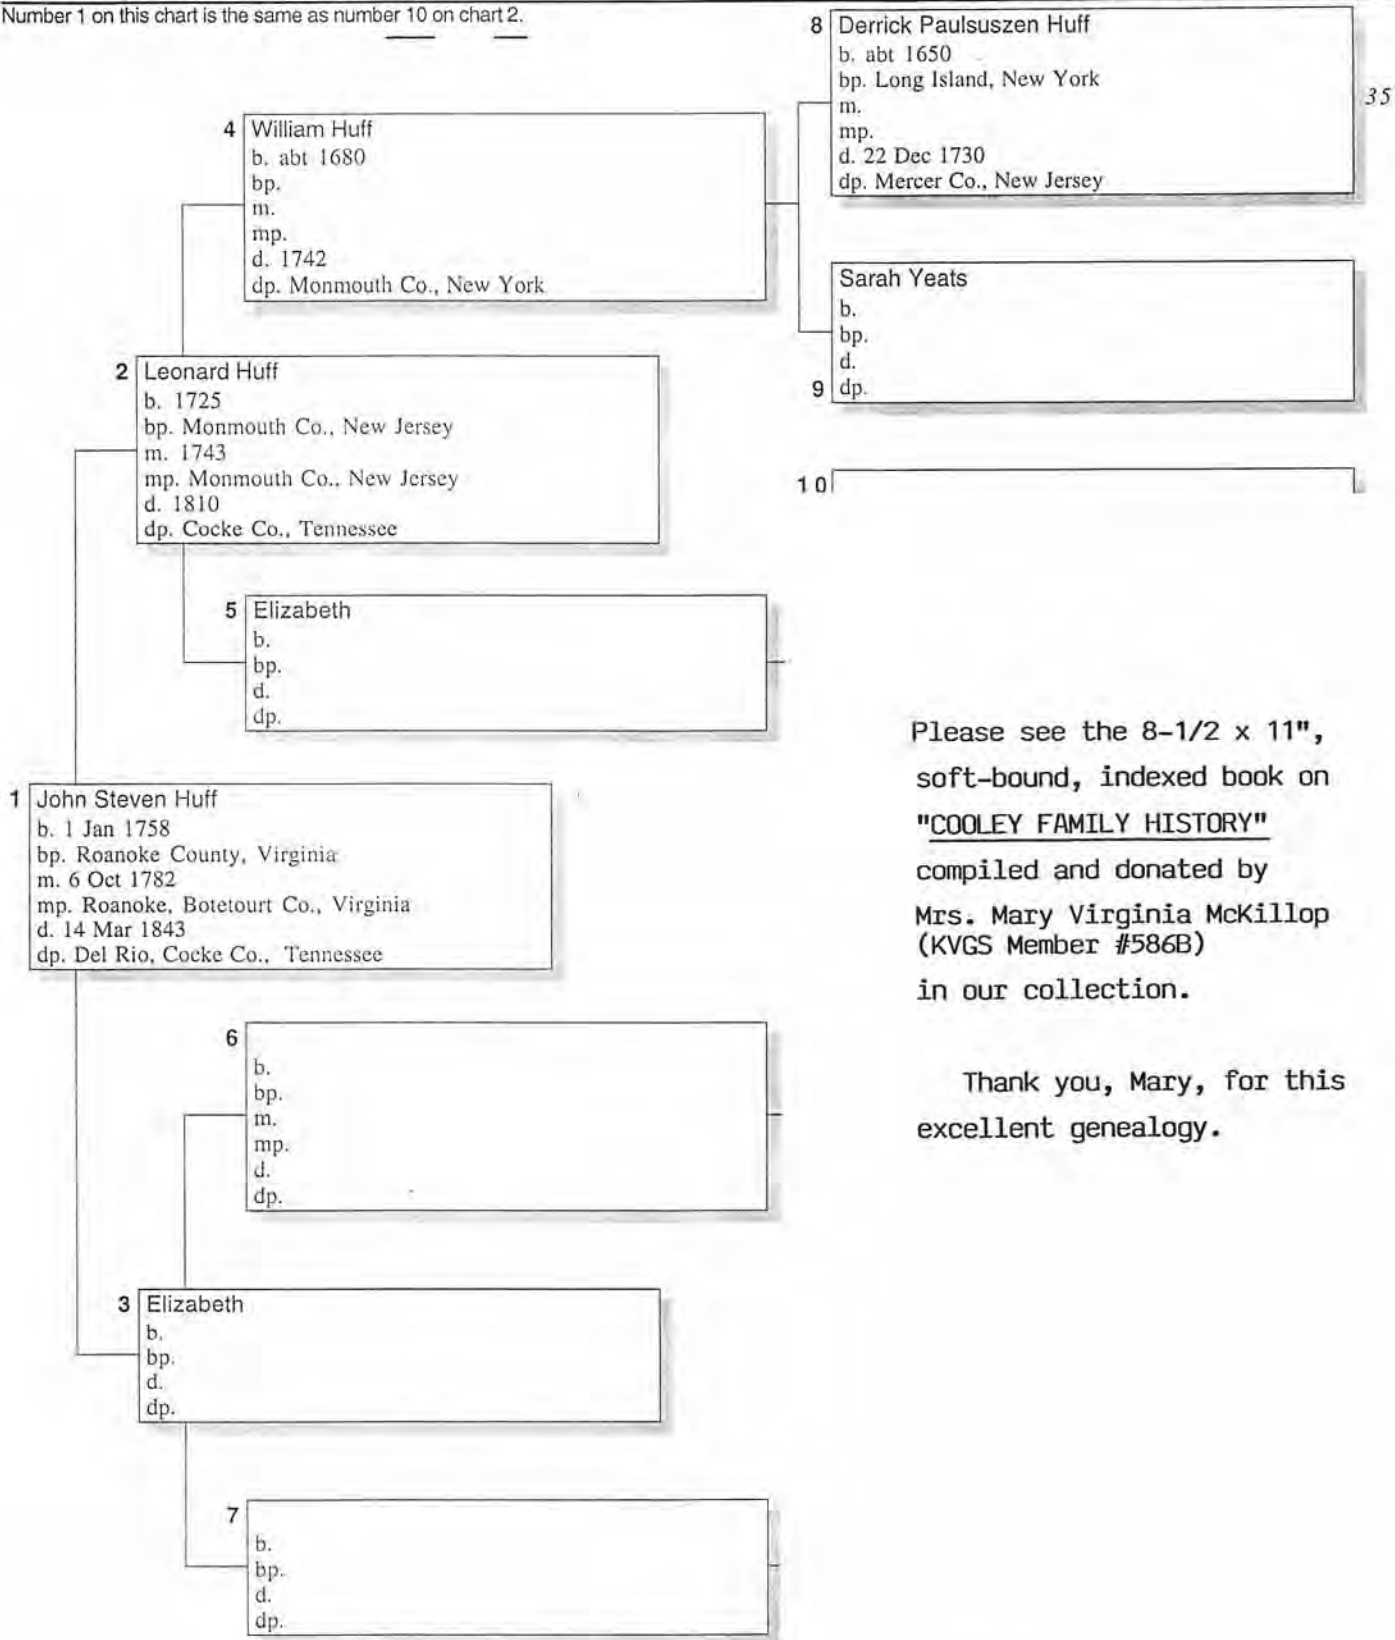 Number 1 on this chart is the same as number 10 on chart 2.
8 Derrick Paulsuszen Huff
b. abt 1650
bp. Long Island, New York
m.
mp.
d. 22 Dec 1730
dp. Mercer Co., New Jersey
35
4 William Huff
b. abt 1680
bp.
m.
mp.
d. 1742
dp. Monmouth Co., New York
Sarah Yeats
b.
bp.
d.
9 dp.
2 Leonard Huff
b. 1725
bp. Monmouth Co., New Jersey
m. 1743
mp. Monmouth Co., New Jersey
d. 1810
dp. Cocke Co., Tennessee
10
5 Elizabeth
b.
bp.
d.
dp.
1 John Steven Huff
b. 1 Jan 1758
bp. Roanoke County, Virginia
m. 6 Oct 1782
mp. Roanoke, Botetourt Co., Virginia
d. 14 Mar 1843
dp. Del Rio, Cocke Co., Tennessee
6
b.
bp.
m.
mp.
d.
dp.
3 Elizabeth
b.
bp.
d.
dp.
7
b.
bp.
d.
dp.
Please see the 8-1/2 x 11",
soft-bound, indexed book on
"COOLEY FAMILY HISTORY"
compiled and donated by
Mrs. Mary Virginia McKillop
(KVGS Member #586B)
in our collection.
Thank you, Mary, for this
excellent genealogy.